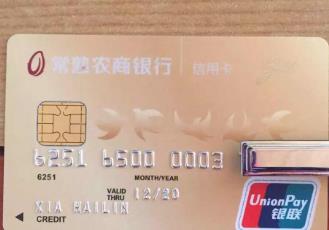 常熟农商银行 信用卡
6251 6500 0003
6251 MONTH/YEAR
VALID THRU 12/20
XIA HAILIN
CREDIT
UnionPay
银联